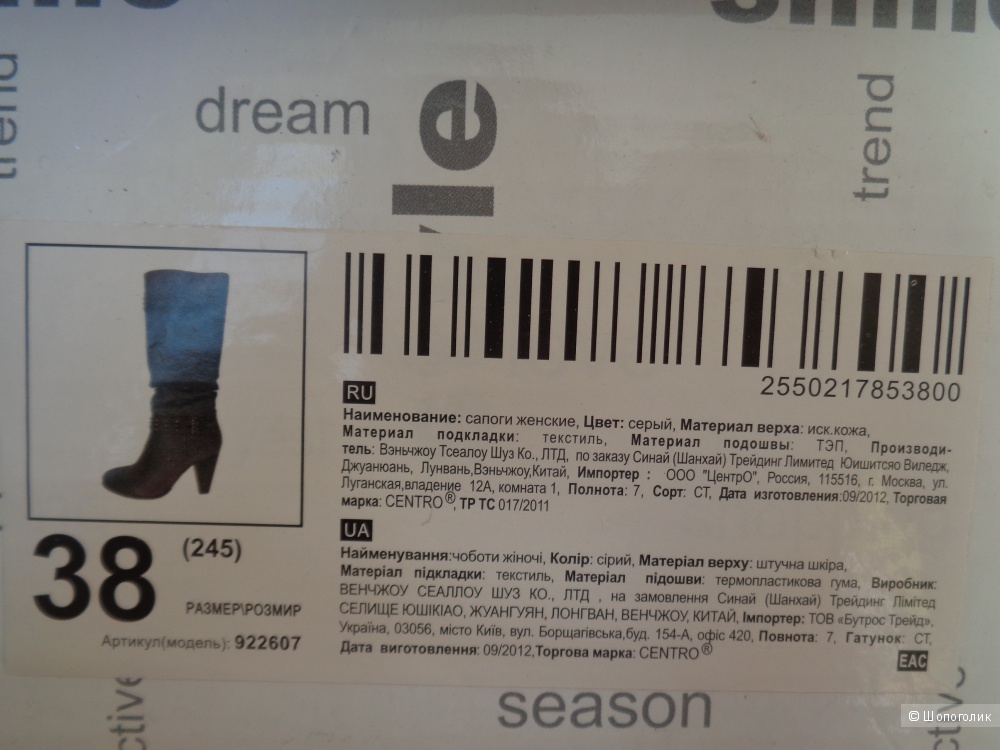 dream
trend
trend
le
2550217853800
RU
Наименование: сапоги женские, Цвет: серый, Материал верха: иск.кожа,
Материал подкладки: текстиль, Материал подошвы: ТЭП, Производи-
тель: Вэньчжоу Тсеалоу Шуз Ко., ЛТД, по заказу Синай (Шанхай) Трейдинг Лимитед Юишитсяо Виледж,
Джуанюань, Лунвань,Вэньчжоу,Китай, Импортер : ООО "ЦентрО", Россия, 115516, г. Москва, ул.
Луганская,владение 12А, комната 1, Полнота: 7, Сорт: СТ, Дата изготовления:09/2012, Торговая
марка: CENTRO®, ТР ТС 017/2011
UA
Найменування:чоботи жіночі, Колір: сірий, Матеріал верху: штучна шкіра,
Матеріал підкладки: текстиль, Матеріал підошви: термопластикова гума, Виробник:
ВЕНЧЖОУ СЕАЛЛОУ ШУЗ КО., ЛТД , на замовлення Синай (Шанхай) Трейдинг Лімітед
СЕЛИЩЕ ЮШІКІАО, ЖУАНГУЯН, ЛОНГВАН, ВЕНЧЖОУ, КИТАЙ, Імпортер: ТОВ «Бутрос Трейд»,
Україна, 03056, місто Київ, вул. Борщагівська,буд. 154-А, офіс 420, Повнота: 7, Гатунок: СТ,
Дата виготовлення: 09/2012,Торгова марка: CENTRO®
EAC
38 (245)
РАЗМЕР\РОЗМИР
Артикул(модель): 922607
season
© Шопоголик